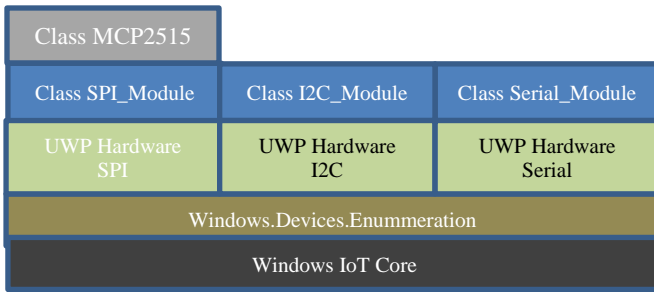 Class MCP2515
Class SPI_Module
Class I2C_Module
Class Serial_Module
UWP Hardware
SPI
UWP Hardware
I2C
UWP Hardware
Serial
Windows.Devices.Enummeration
Windows IoT Core